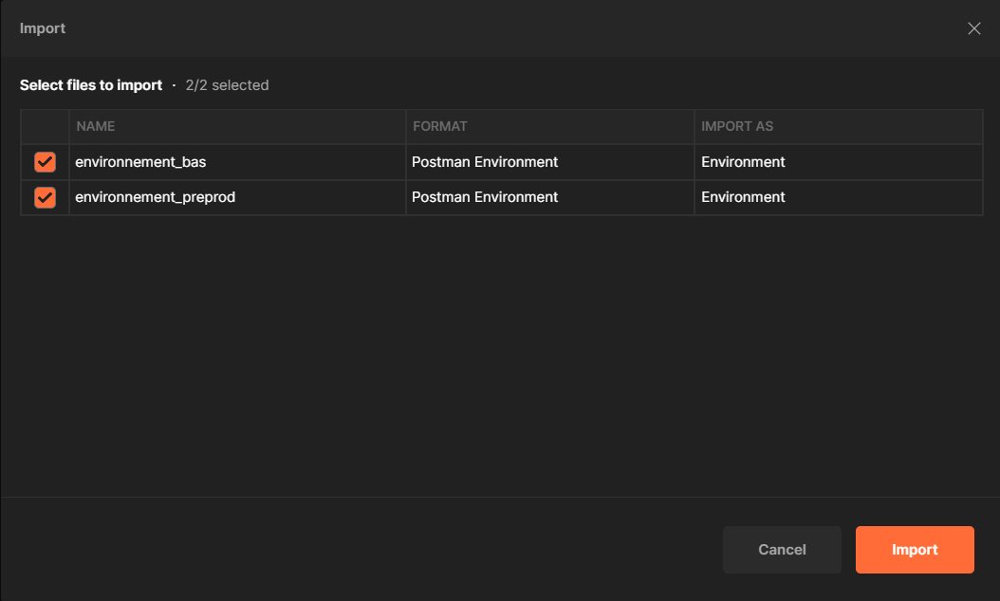 Import
Select files to import · 2/2 selected
NAME FORMAT IMPORT AS
environnement_bas Postman Environment Environment
environnement_preprod Postman Environment Environment
Cancel Import